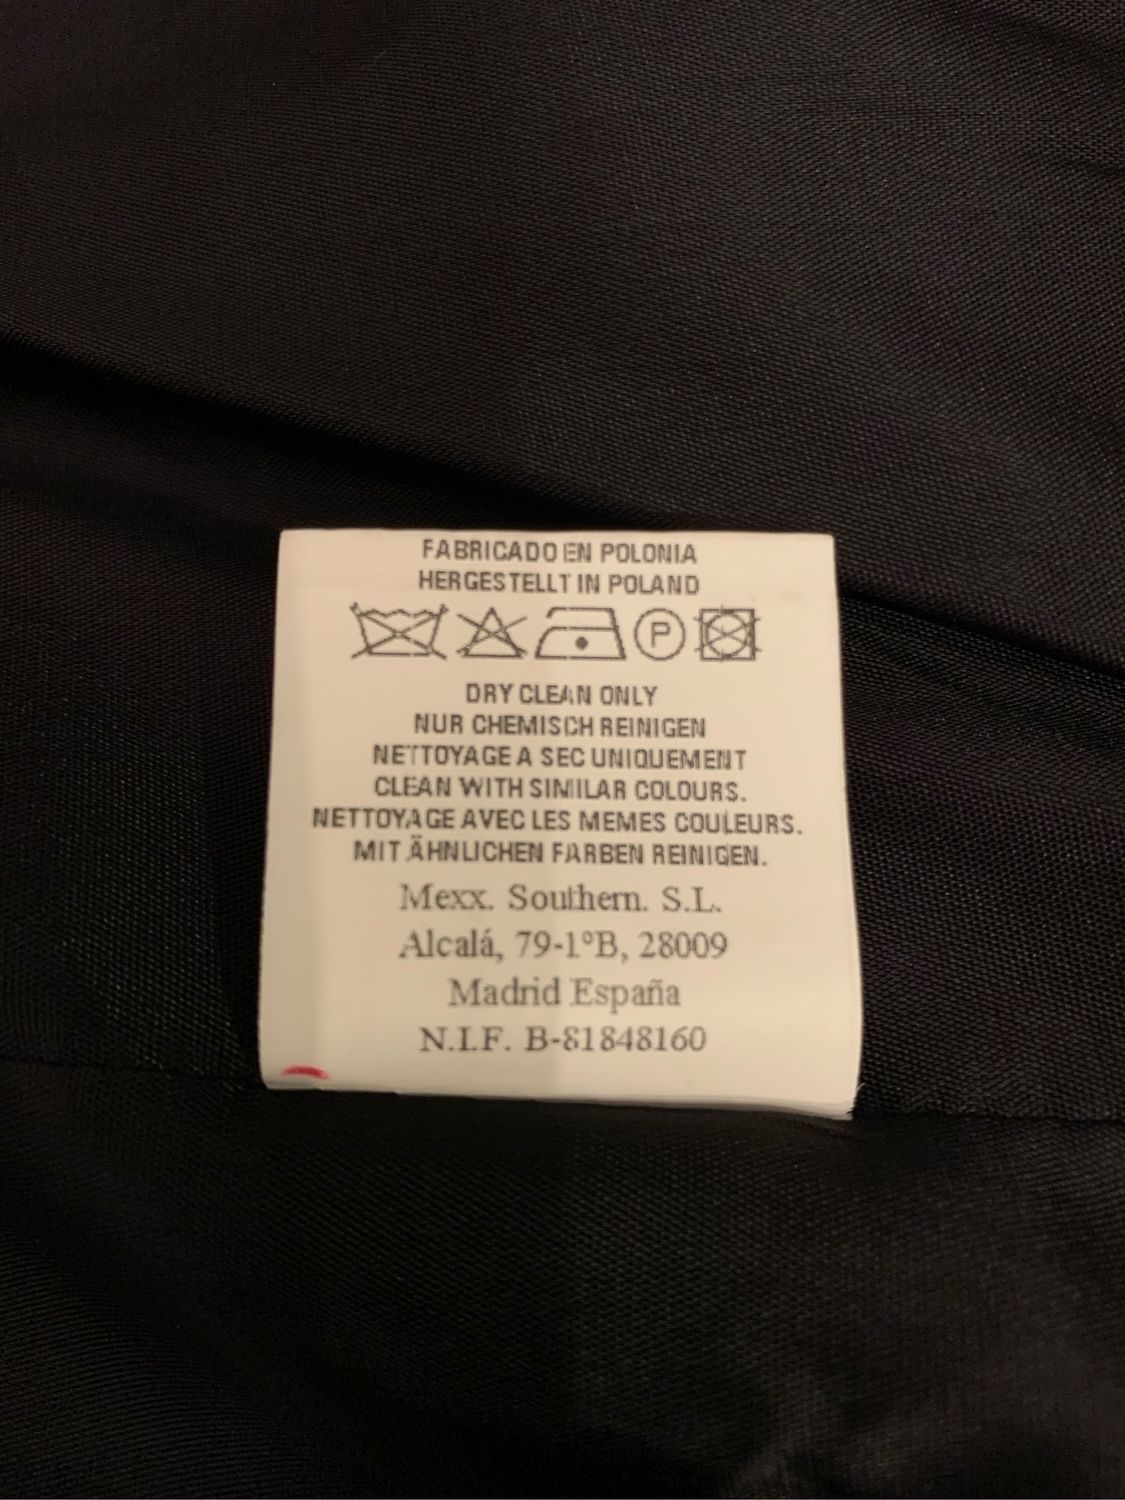 FABRICADO EN POLONIA
HERGESTELLT IN POLAND
P
DRY CLEAN ONLY
NUR CHEMISCH REINIGEN
NETTOYAGE A SEC UNIQUEMENT
CLEAN WITH SIMILAR COLOURS.
NETTOYAGE AVEC LES MEMES COULEURS.
MIT ÄHNLICHEN FARBEN REINIGEN.
Mexx. Southern. S.L.
Alcalá, 79-1ºB, 28009
Madrid España
N.I.F. B-81848160